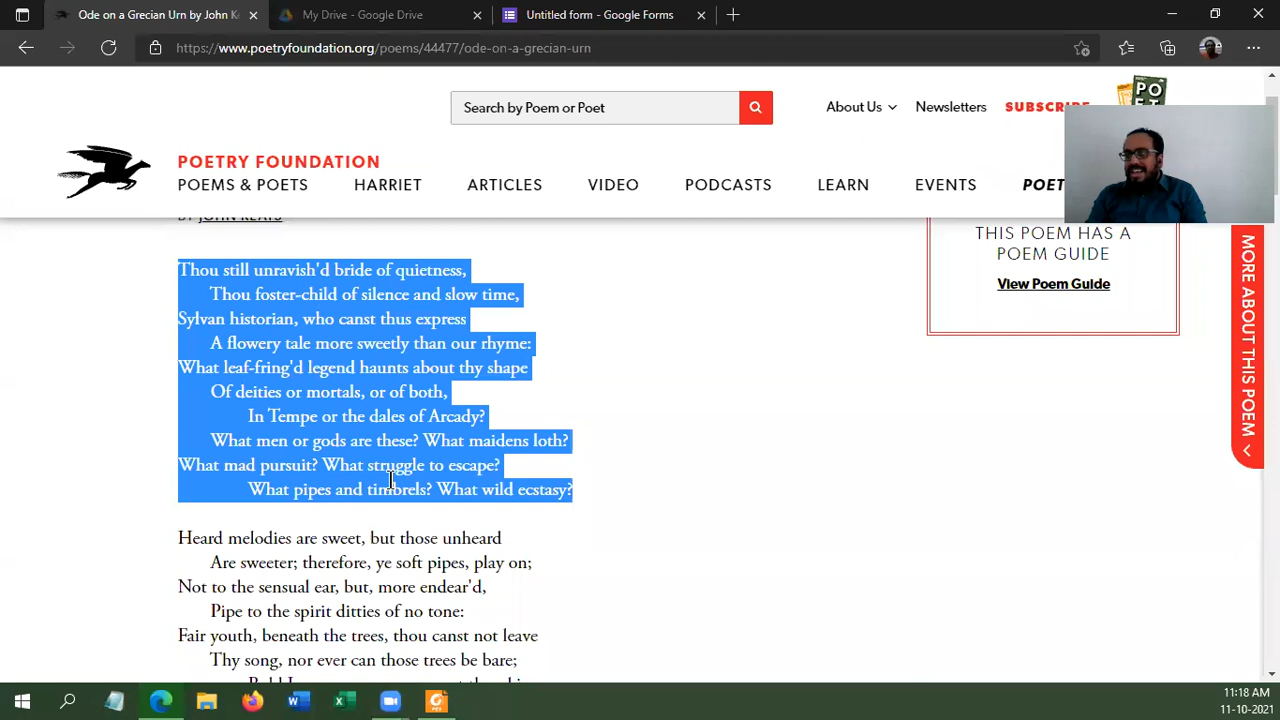 Ode on a Grecian Urn by John Ke
My Drive - Google Drive
Untitled form - Google Forms
https://www.poetryfoundation.org/poems/44477/ode-on-a-grecian-urn
Search by Poem or Poet
About Us
Newsletters
SUBSCRIBE
PO
POETRY FOUNDATION
POEMS & POETS
HARRIET
ARTICLES
VIDEO
PODCASTS
LEARN
EVENTS
POET
BY JOHN KEATS
Thou still unravish'd bride of quietness,
Thou foster-child of silence and slow time,
Sylvan historian, who canst thus express
A flowery tale more sweetly than our rhyme:
What leaf-fring'd legend haunts about thy shape
Of deities or mortals, or of both,
In Tempe or the dales of Arcady?
What men or gods are these? What maidens loth?
What mad pursuit? What struggle to escape?
What pipes and timbrels? What wild ecstasy?
Heard melodies are sweet, but those unheard
Are sweeter; therefore, ye soft pipes, play on;
Not to the sensual ear, but, more endear'd,
Pipe to the spirit ditties of no tone:
Fair youth, beneath the trees, thou canst not leave
Thy song, nor ever can those trees be bare;
THIS POEM HAS A
POEM GUIDE
View Poem Guide
MORE ABOUT THIS POEM
11:18 AM
11-10-2021